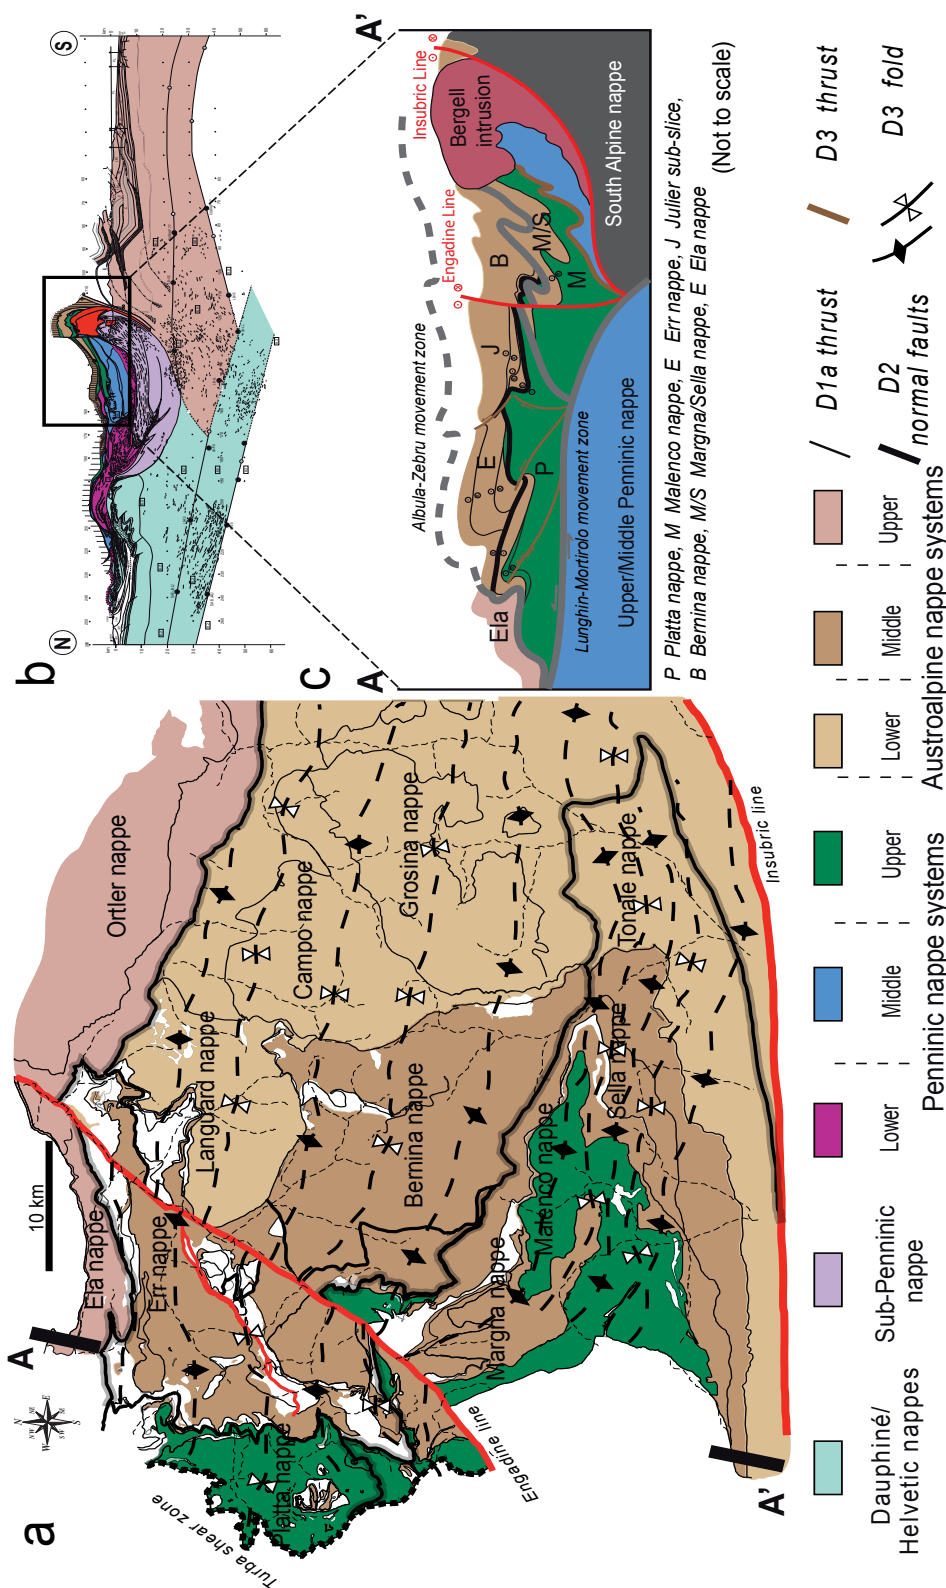 a
A
A'
10 km
N
S
E
W
Ortler nappe
Ela nappe
Err nappe
Languard nappe
Campo nappe
Grosina nappe
Bernina nappe
Platta nappe
Margna nappe
Malenco nappe
Sella nappe
Tonale nappe
Turba shear zone
Engadine line
Insubric line
b
N
S
c
A
A'
Albula-Zebru movement zone
Engadine Line
Insubric Line
Bergell
intrusion
Ela
E
J
B
M/S
P
M
Lunghin-Mortirolo movement zone
Upper/Middle Penninic nappe
South Alpine nappe
P Platta nappe, M Malenco nappe, E Err nappe, J Julier sub-slice,
B Bernina nappe, M/S Margna/Sella nappe, E Ela nappe
(Not to scale)
Dauphiné/
Helvetic nappes
Sub-Penninic
nappe
Lower
Middle
Upper
Penninic nappe systems
Lower
Middle
Upper
Austroalpine nappe systems
D1a thrust
D3 thrust
D2
normal faults
D3 fold